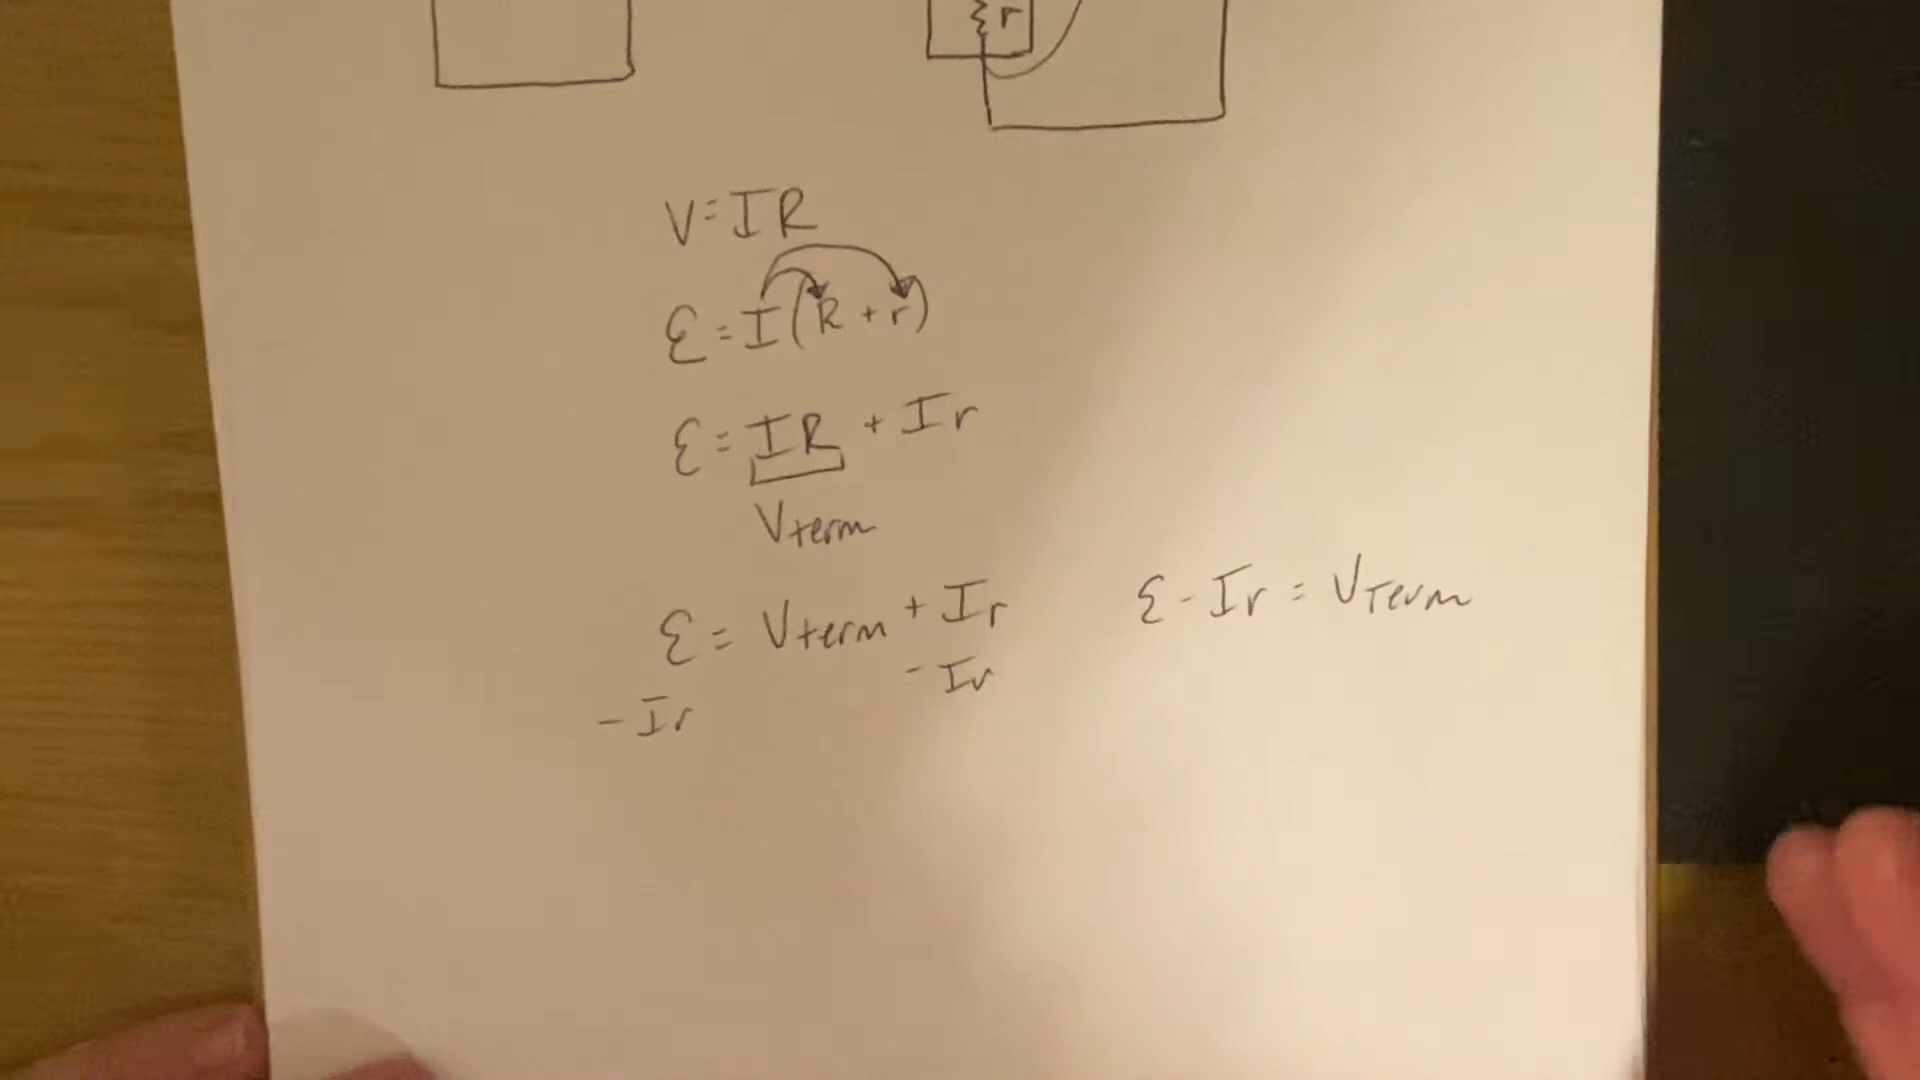 r
V=IR
Ɛ=I(R+r)
Ɛ=IR+Ir
Vterm
Ɛ=Vterm+Ir
Ɛ-Ir=VTerm
-Ir
-Ir